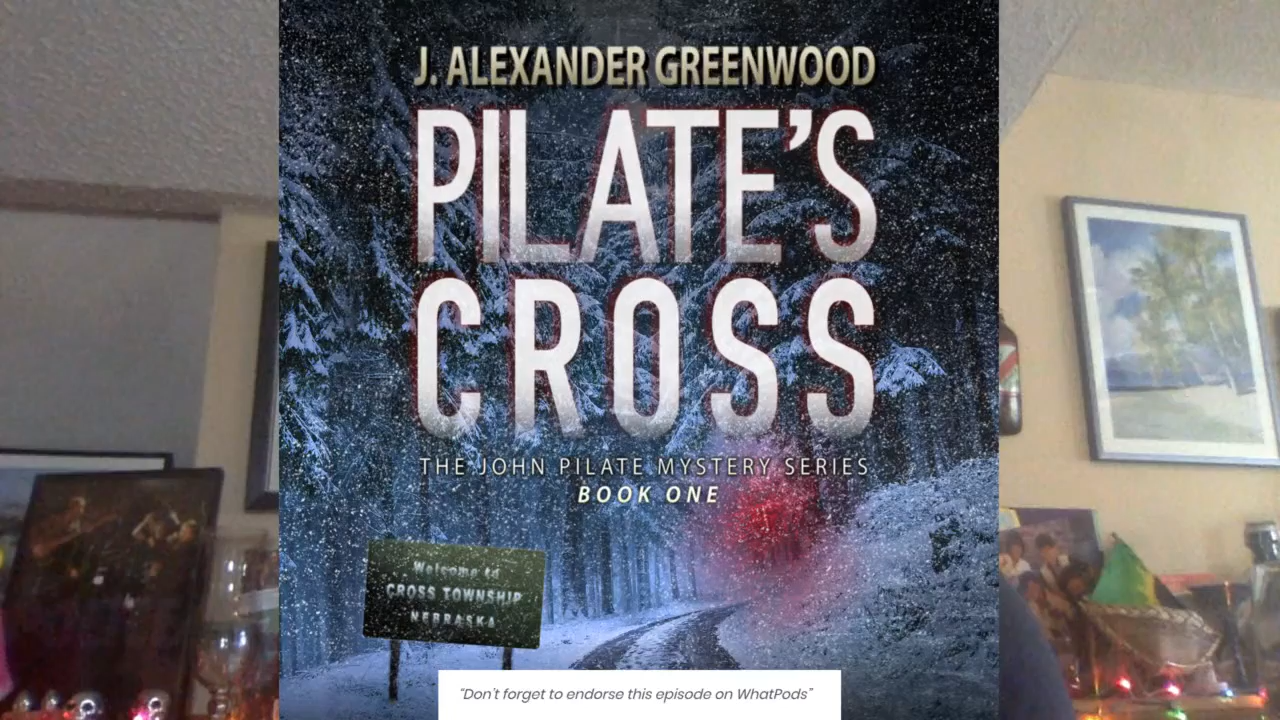 J. ALEXANDER GREENWOOD
PILATE'S
CROSS
THE JOHN PILATE MYSTERY SERIES
BOOK ONE
Welcome to
CROSS TOWNSHIP
NEBRASKA
"Don't forget to endorse this episode on WhatPods"